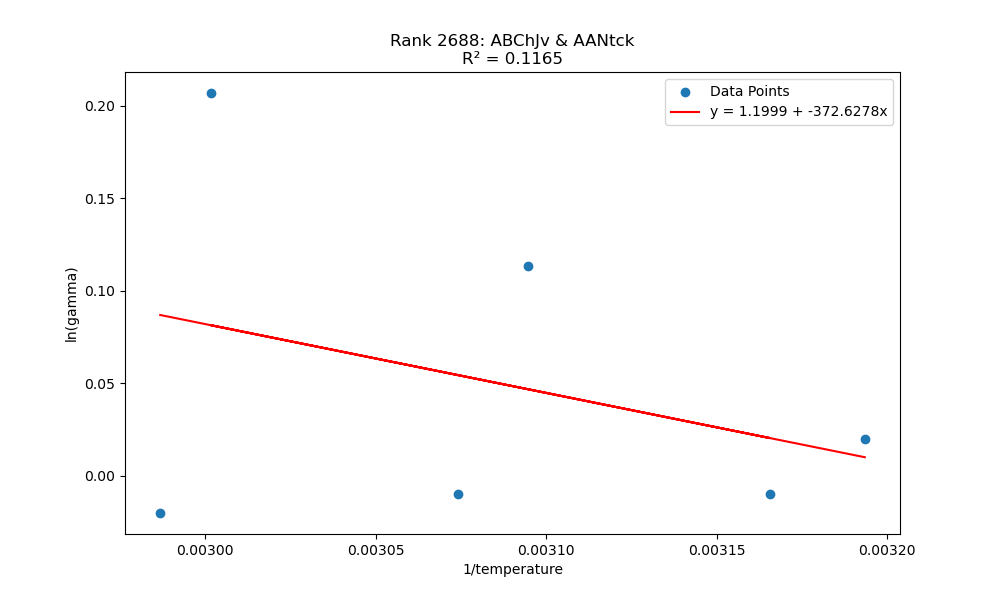 Rank 2688: ABChJv & AANtck
R² = 0.1165
Data Points
y = 1.1999 + -372.6278x
ln(gamma)
0.20
0.15
0.10
0.05
0.00
0.00300
0.00305
0.00310
0.00315
0.00320
1/temperature